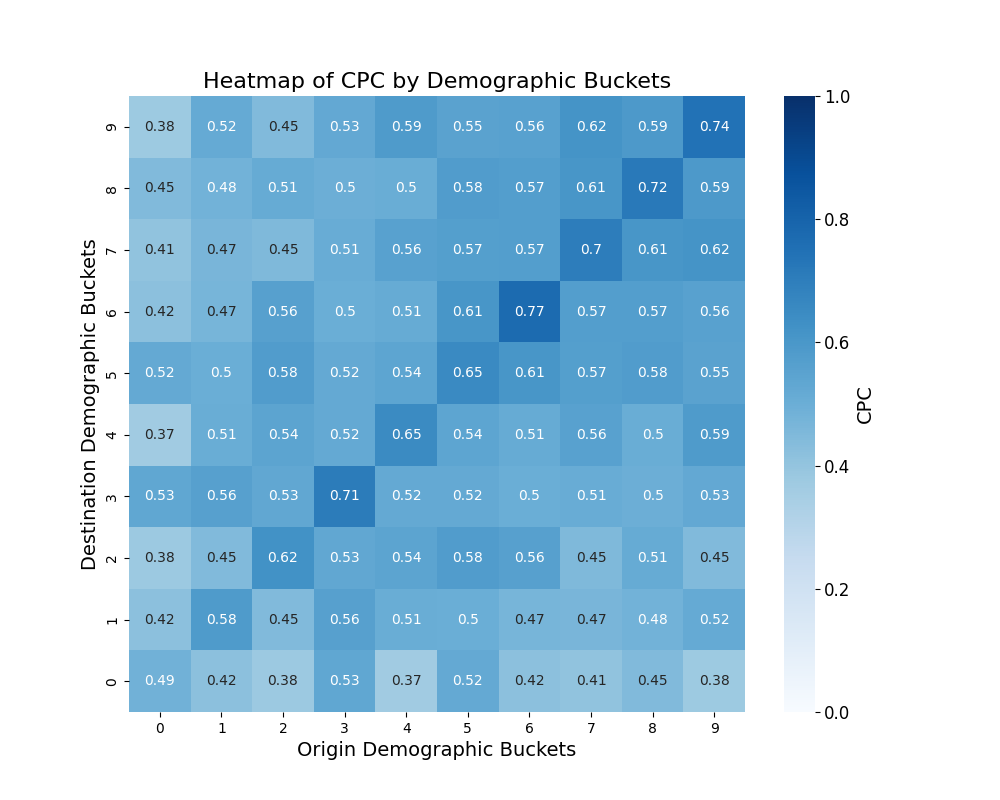 Heatmap of CPC by Demographic Buckets
Destination Demographic Buckets
9 0.38 0.52 0.45 0.53 0.59 0.55 0.56 0.62 0.59 0.74
8 0.45 0.48 0.51 0.5 0.5 0.58 0.57 0.61 0.72 0.59
7 0.41 0.47 0.45 0.51 0.56 0.57 0.57 0.7 0.61 0.62
6 0.42 0.47 0.56 0.5 0.51 0.61 0.77 0.57 0.57 0.56
5 0.52 0.5 0.58 0.52 0.54 0.65 0.61 0.57 0.58 0.55
4 0.37 0.51 0.54 0.52 0.65 0.54 0.51 0.56 0.5 0.59
3 0.53 0.56 0.53 0.71 0.52 0.52 0.5 0.51 0.5 0.53
2 0.38 0.45 0.62 0.53 0.54 0.58 0.56 0.45 0.51 0.45
1 0.42 0.58 0.45 0.56 0.51 0.5 0.47 0.47 0.48 0.52
0 0.49 0.42 0.38 0.53 0.37 0.52 0.42 0.41 0.45 0.38
0 1 2 3 4 5 6 7 8 9
Origin Demographic Buckets
1.0
0.8
0.6
0.4
0.2
0.0
CPC